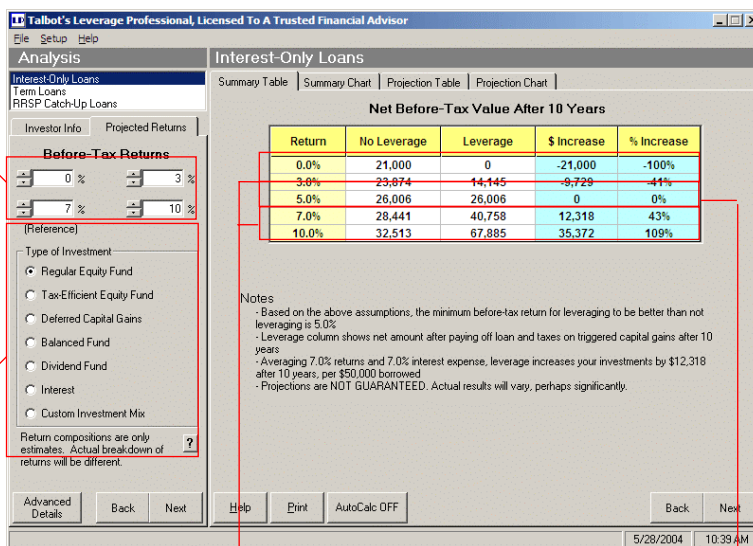 Talbot's Leverage Professional, Licensed To A Trusted Financial Advisor
File Setup Help
Analysis
Interest-Only Loans
Term Loans
RRSP Catch-Up Loans
Investor Info Projected Returns
Before-Tax Returns
0 % 3 %
7 % 10 %
(Reference)
Type of Investment
Regular Equity Fund
Tax-Efficient Equity Fund
Deferred Capital Gains
Balanced Fund
Dividend Fund
Interest
Custom Investment Mix
Return compositions are only
estimates. Actual breakdown of
returns will be different.
?
Advanced
Details
Back Next
Interest-Only Loans
Summary Table Summary Chart Projection Table Projection Chart
Net Before-Tax Value After 10 Years
Return No Leverage Leverage $ Increase % Increase
0.0% 21,000 0 -21,000 -100%
3.0% 23,874 14,145 -9,729 -41%
5.0% 26,006 26,006 0 0%
7.0% 28,441 40,758 12,318 43%
10.0% 32,513 67,885 35,372 109%
Notes
- Based on the above assumptions, the minimum before-tax return for leveraging to be better than not
leveraging is 5.0%
- Leverage column shows net amount after paying off loan and taxes on triggered capital gains after 10
years
- Averaging 7.0% returns and 7.0% interest expense, leverage increases your investments by $12,318
after 10 years, per $50,000 borrowed
- Projections are NOT GUARANTEED. Actual results will vary, perhaps significantly.
Help Print AutoCalc OFF Back Next
5/28/2004 10:39 AM